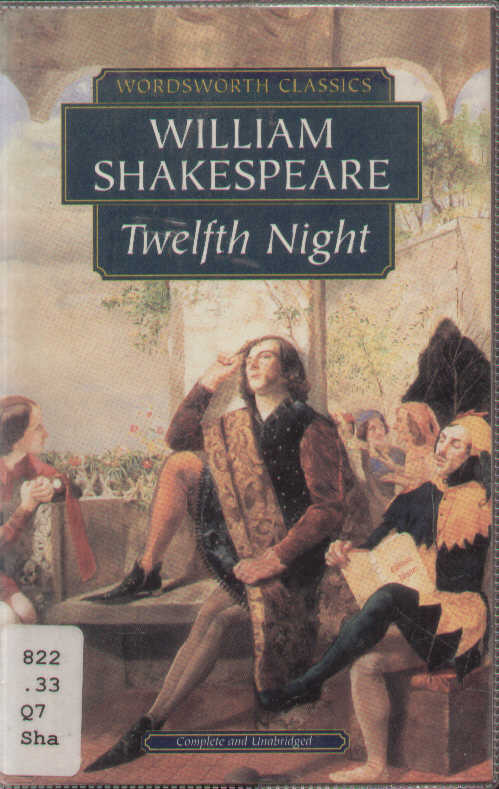 WORDSWORTH CLASSICS
WILLIAM
SHAKESPEARE
Twelfth Night
822
.33
Q7
Sha
Complete and Unabridged